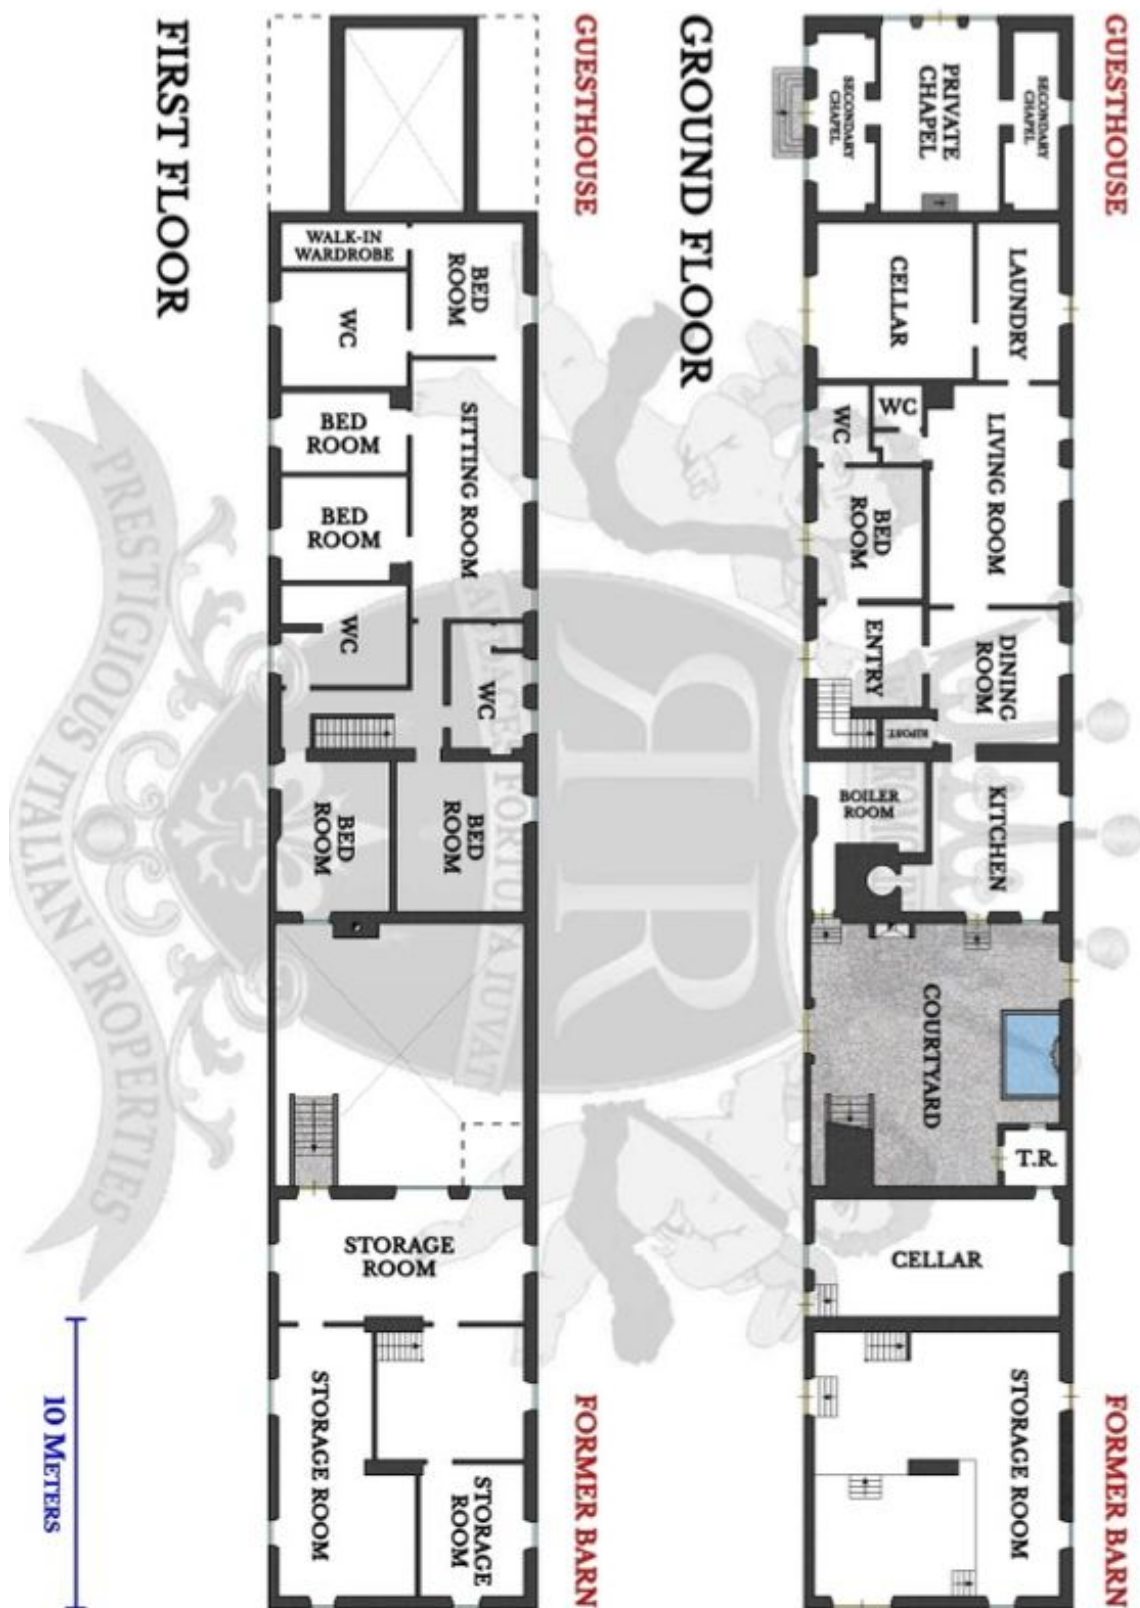 GUESTHOUSE
FORMER BARN
SECONDARY
CHAPEL
PRIVATE
CHAPEL
SECONDARY
CHAPEL
LAUNDRY
CELLAR
WC
WC
LIVING ROOM
BED
ROOM
ENTRY
DINING
ROOM
RIPOST.
KITCHEN
BOILER
ROOM
COURTYARD
T.R.
CELLAR
STORAGE ROOM
GROUND FLOOR
GUESTHOUSE
FORMER BARN
BED
ROOM
WALK-IN
WARDROBE
WC
SITTING ROOM
BED
ROOM
BED
ROOM
WC
WC
BED
ROOM
BED
ROOM
STORAGE
ROOM
STORAGE ROOM
STORAGE
ROOM
FIRST FLOOR
10 METERS
PRESTIGIOUS ITALIAN PROPERTIES
RR